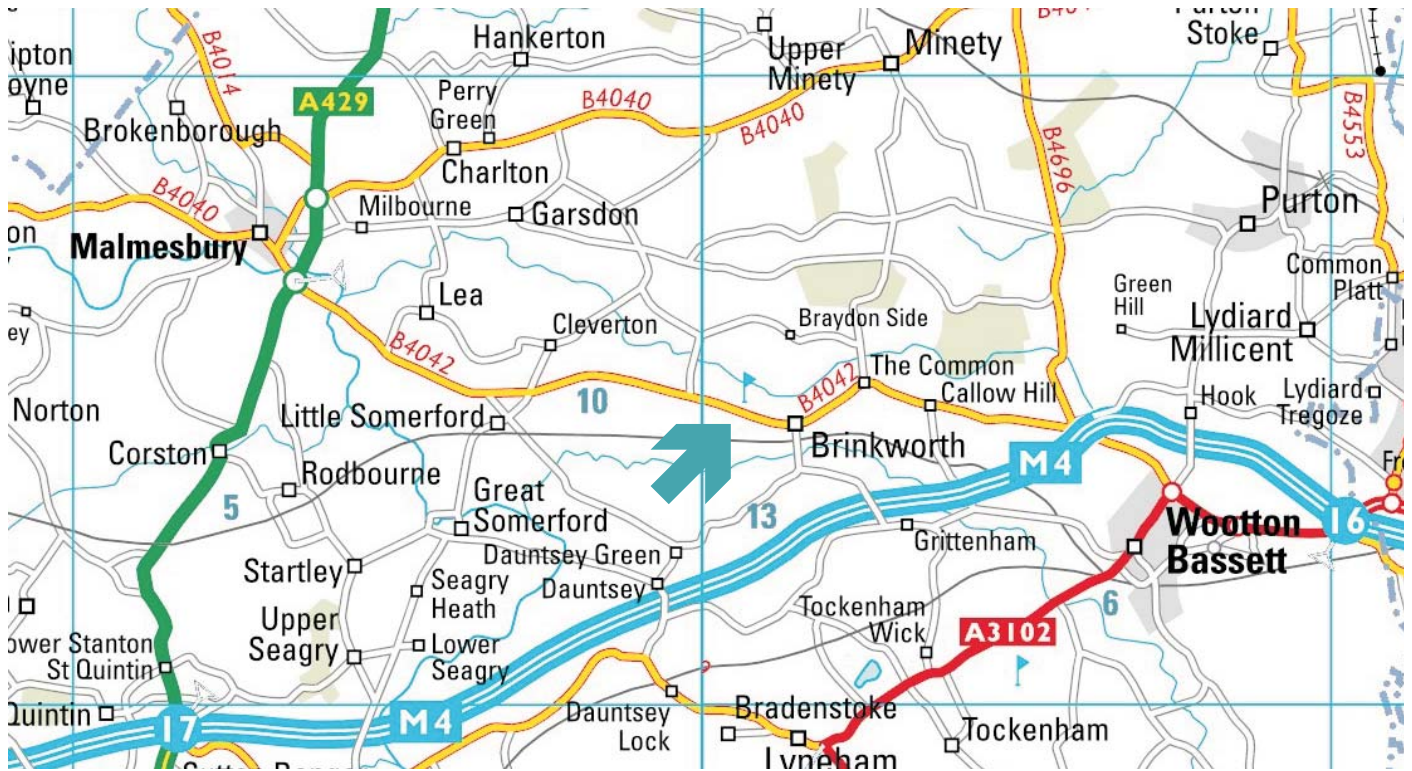 B4014
Hankerton
Upper
Minety
Minety
Stoke
A429
Perry
Green
B4040
B4040
Brokenborough
Charlton
B4696
B4553
B4040
Milbourne
Garsdon
Purton
Malmesbury
Lea
Cleverton
Braydon Side
Green
Hill
Common
Platt
Lydiard
Millicent
B4042
The Common
B4042
Callow Hill
Hook
Lydiard
Tregoze
Norton
Little Somerford
10
Brinkworth
Corston
Rodbourne
M4
5
Great
Somerford
13
Wootton
Bassett
16
Dauntsey Green
Grittenham
Startley
Seagry
Heath
Dauntsey
Tockenham
Wick
6
Upper
Seagry
Lower
Seagry
A3102
St Quintin
Quintin
17
M4
Dauntsey
Lock
Bradenstoke
Lyneham
Tockenham